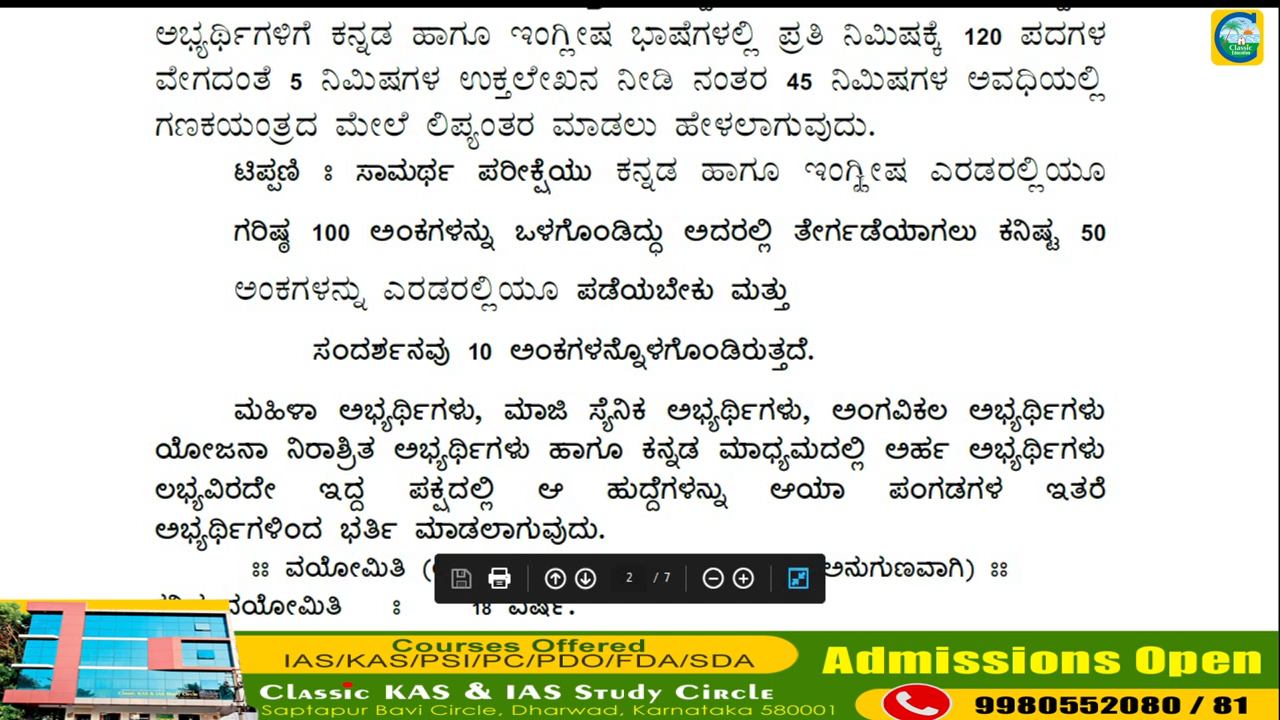 ಅಭ್ಯರ್ಥಿಗಳಿಗೆ ಕನ್ನಡ ಹಾಗೂ ಇಂಗ್ಲೀಷ ಭಾಷೆಗಳಲ್ಲಿ ಪ್ರತಿ ನಿಮಿಷಕ್ಕೆ 120 ಪದಗಳ
ವೇಗದಂತೆ 5 ನಿಮಿಷಗಳ ಉಕ್ತಲೇಖನ ನೀಡಿ ನಂತರ 45 ನಿಮಿಷಗಳ ಅವಧಿಯಲ್ಲಿ
ಗಣಕಯಂತ್ರದ ಮೇಲೆ ಲಿಪ್ಯಂತರ ಮಾಡಲು ಹೇಳಲಾಗುವುದು.
ಟಿಪ್ಪಣಿ ಃ ಸಾಮರ್ಥ ಪರೀಕ್ಷೆಯು ಕನ್ನಡ ಹಾಗೂ ಇಂಗ್ಲೀಷ ಎರಡರಲ್ಲಿಯೂ
ಗರಿಷ್ಠ 100 ಅಂಕಗಳನ್ನು ಒಳಗೊಂಡಿದ್ದು ಅದರಲ್ಲಿ ತೇರ್ಗಡೆಯಾಗಲು ಕನಿಷ್ಟ 50
ಅಂಕಗಳನ್ನು ಎರಡರಲ್ಲಿಯೂ ಪಡೆಯಬೇಕು ಮತ್ತು
ಸಂದರ್ಶನವು 10 ಅಂಕಗಳನ್ನೊಳಗೊಂಡಿರುತ್ತದೆ.
ಮಹಿಳಾ ಅಭ್ಯರ್ಥಿಗಳು, ಮಾಜಿ ಸೈನಿಕ ಅಭ್ಯರ್ಥಿಗಳು, ಅಂಗವಿಕಲ ಅಭ್ಯರ್ಥಿಗಳು
ಯೋಜನಾ ನಿರಾಶ್ರಿತ ಅಭ್ಯರ್ಥಿಗಳು ಹಾಗೂ ಕನ್ನಡ ಮಾಧ್ಯಮದಲ್ಲಿ ಅರ್ಹ ಅಭ್ಯರ್ಥಿಗಳು
ಲಭ್ಯವಿರದೇ ಇದ್ದ ಪಕ್ಷದಲ್ಲಿ ಆ ಹುದ್ದೆಗಳನ್ನು ಆಯಾ ಪಂಗಡಗಳ ಇತರೆ
ಅಭ್ಯರ್ಥಿಗಳಿಂದ ಭರ್ತಿ ಮಾಡಲಾಗುವುದು.
ಃಃ ವಯೋಮಿತಿ ( ಅನುಗುಣವಾಗಿ) ಃಃ
ವಯೋಮಿತಿ ಃ 18 ವರ್ಷ.
2 / 7
Classic
Education
Courses Offered
IAS/KAS/PSI/PC/PDO/FDA/SDA
Classic KAS & IAS Study Circle
Saptapur Bavi Circle, Dharwad, Karnataka 580001
Admissions Open
9980552080 / 81